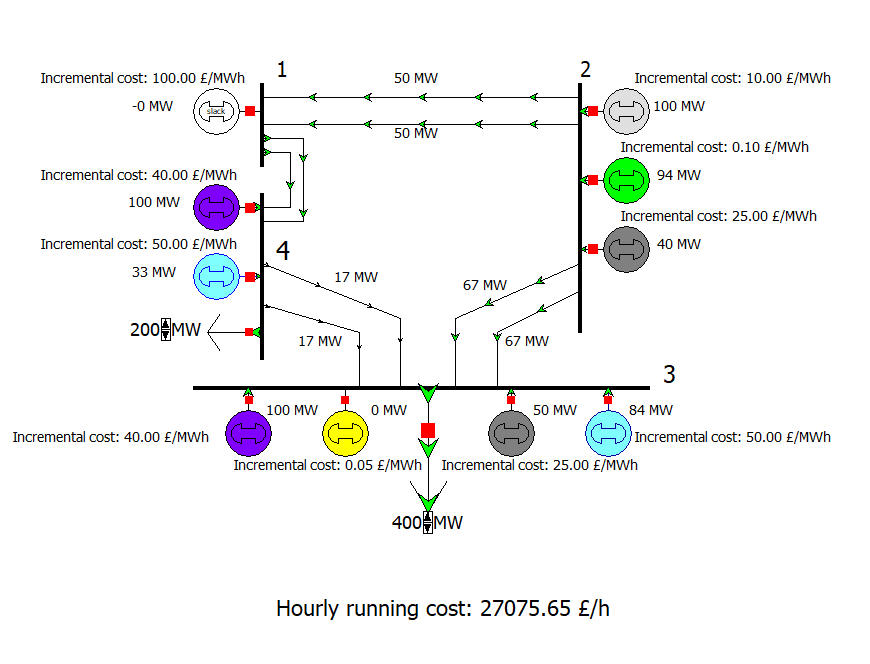 1
50 MW
2
Incremental cost: 100.00 £/MWh
Incremental cost: 10.00 £/MWh
-0 MW
slack
100 MW
50 MW
Incremental cost: 0.10 £/MWh
Incremental cost: 40.00 £/MWh
94 MW
100 MW
Incremental cost: 25.00 £/MWh
Incremental cost: 50.00 £/MWh
4
40 MW
33 MW
17 MW
67 MW
200 MW
17 MW
67 MW
3
100 MW
0 MW
50 MW
84 MW
Incremental cost: 40.00 £/MWh
Incremental cost: 50.00 £/MWh
Incremental cost: 0.05 £/MWh
Incremental cost: 25.00 £/MWh
400 MW
Hourly running cost: 27075.65 £/h